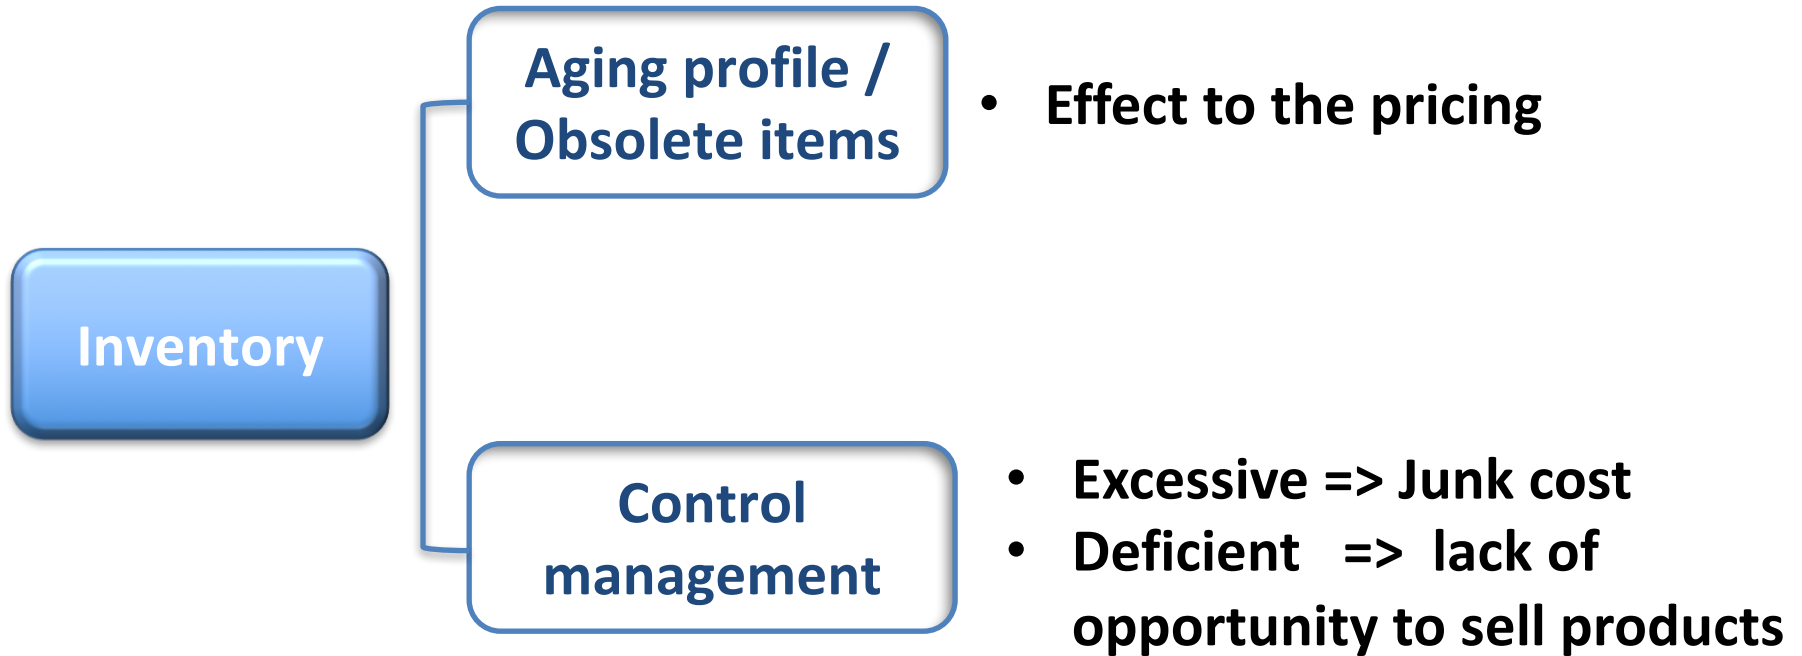 Aging profile /
Obsolete items
• Effect to the pricing
Inventory
Control
management
• Excessive => Junk cost
• Deficient => lack of
opportunity to sell products